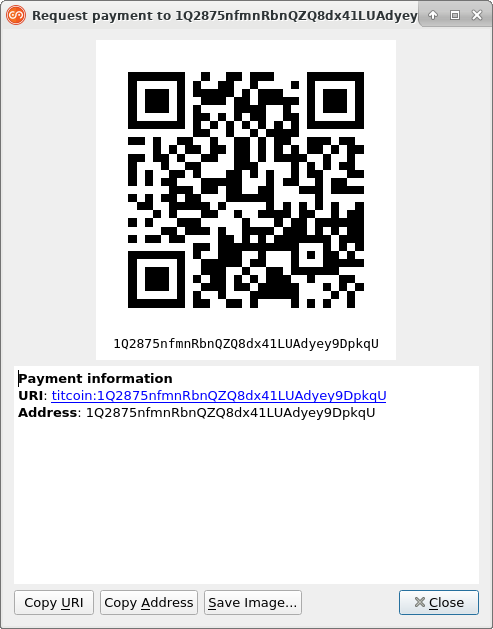 Request payment to 1Q2875nfmnRbnQZQ8dx41LUAdyey
1Q2875nfmnRbnQZQ8dx41LUAdyey9DpkqU
Payment information
URI: titcoin:1Q2875nfmnRbnQZQ8dx41LUAdyey9DpkqU
Address: 1Q2875nfmnRbnQZQ8dx41LUAdyey9DpkqU
Copy URI Copy Address Save Image... Close